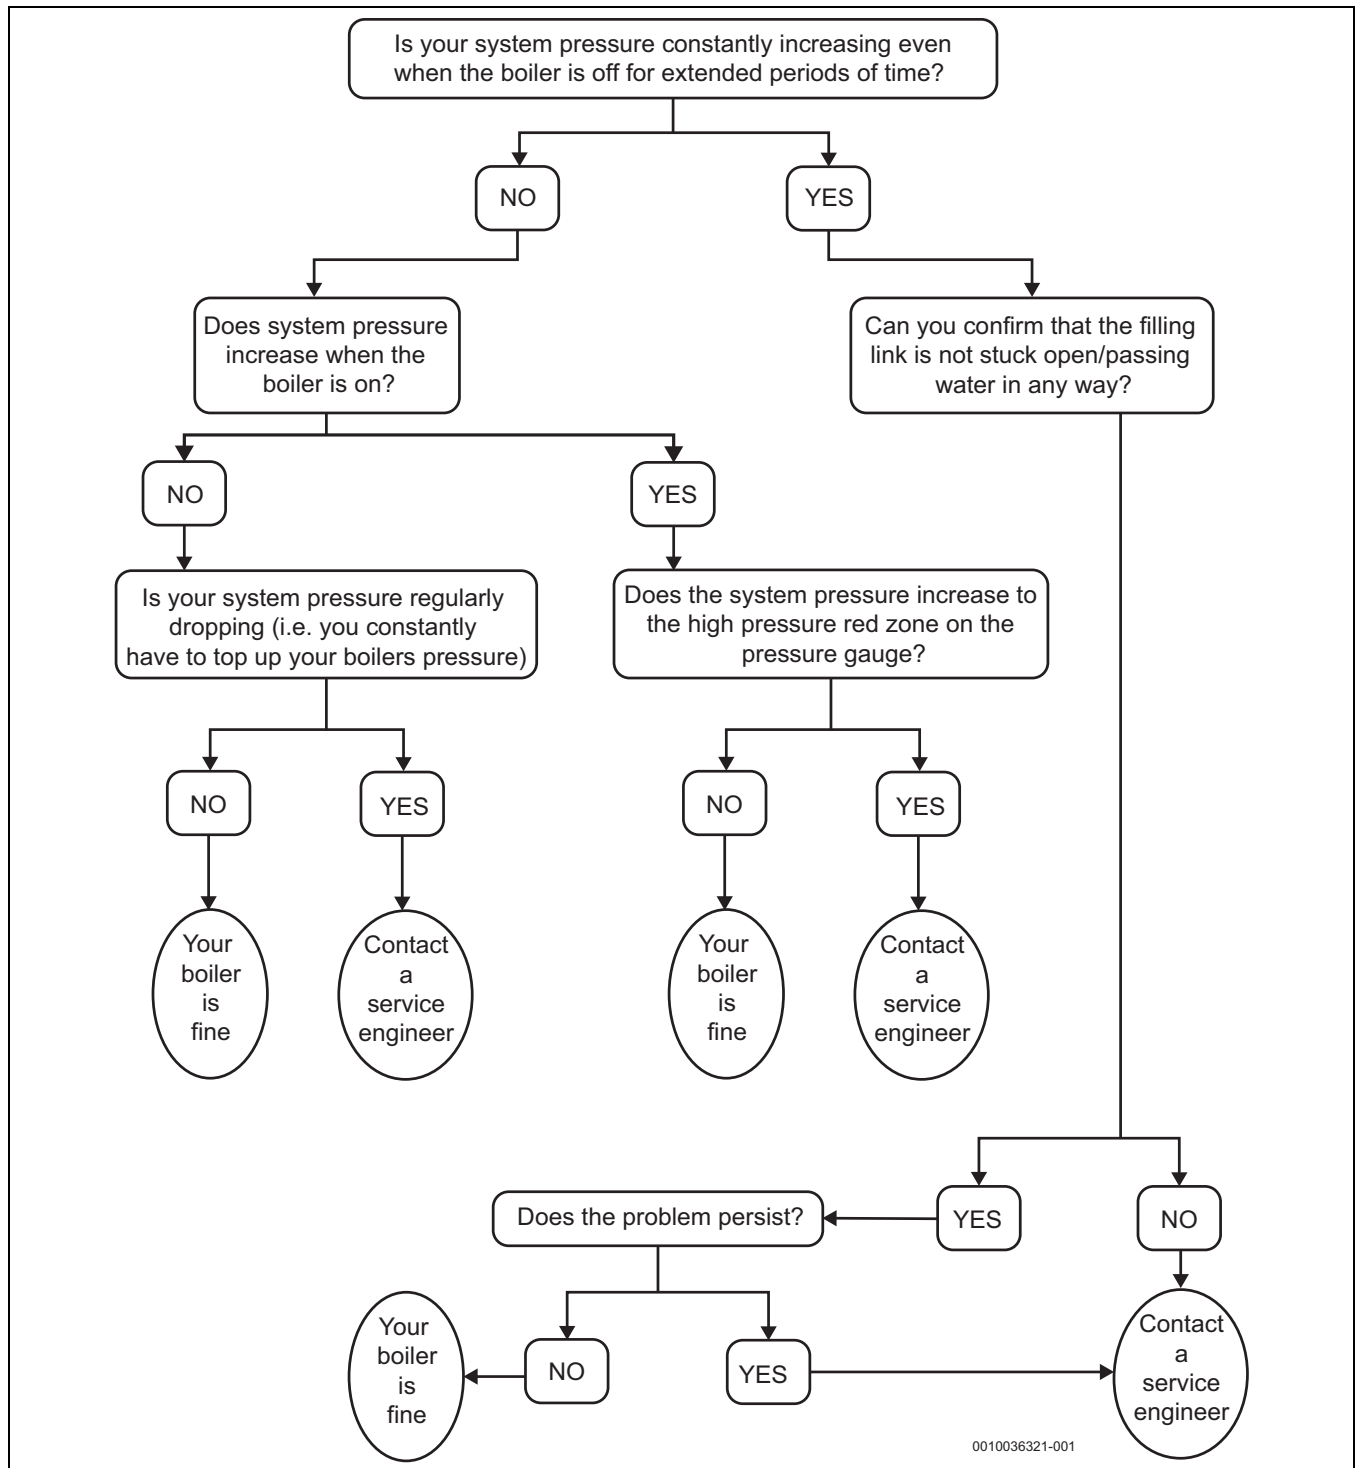 Is your system pressure constantly increasing even
when the boiler is off for extended periods of time?
NO
YES
Does system pressure
increase when the
boiler is on?
Can you confirm that the filling
link is not stuck open/passing
water in any way?
NO
YES
Is your system pressure regularly
dropping (i.e. you constantly
have to top up your boilers pressure)
Does the system pressure increase to
the high pressure red zone on the
pressure gauge?
NO
YES
NO
YES
Your
boiler
is
fine
Contact
a
service
engineer
Your
boiler
is
fine
Contact
a
service
engineer
Does the problem persist?
YES
NO
Your
boiler
is
fine
NO
YES
Contact
a
service
engineer
0010036321-001